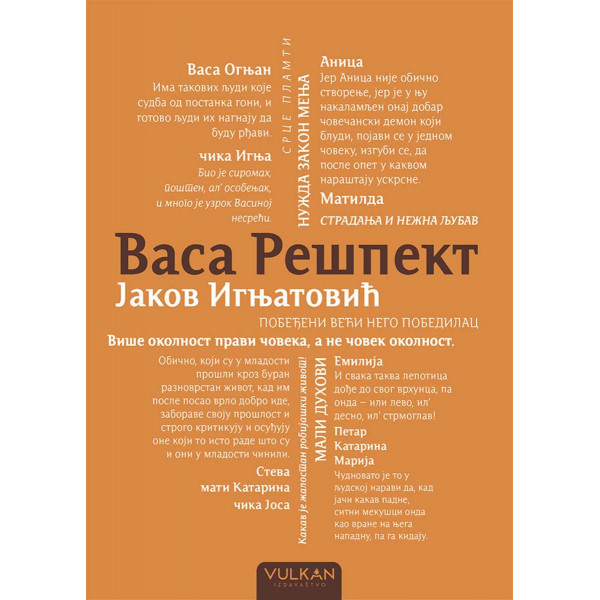 Васа Огњан
Има такових људи које
судба од постанка гони, и
готово људи их нагнају да
буду рђави.
чика Игња
Био је сиромах,
поштен, ал’ особењак,
и много је узрок Васиној
несрећи.
СРЦЕ ПЛАМТИ
НУЖДА ЗАКОН МЕЊА
Аница
Јер Аница није обично
створење, јер је у њу
накаламљен онај добар
човечански демон који
блуди, појави се у једном
човеку, изгуби се, да
после опет у каквом
нараштају ускрсне.
Матилда
СТРАДАЊА И НЕЖНА ЉУБАВ
Васа Решпект
Јаков Игњатовић
ПОБЕЂЕНИ ВЕЋИ НЕГО ПОБЕДИЛАЦ
Више околност прави човека, а не човек околност.
Обично, који су у младости
прошли кроз буран
разноврстан живот, кад им
после посао врло добро иде,
забораве своју прошлост и
строго критикују и осуђују
оне који то исто раде што су
и они у младости чинили.
Стева
мати Катарина
чика Јоса
Какав је жалостан робијашки живот!
МАЛИ ДУХОВИ
Емилија
И свака таква лепотица
дође до свог врхунца, па
онда – или лево, ил’
десно, ил’ стрмоглав!
Петар
Катарина
Марија
Чудновато је то у
људској нарави да, кад
јачи какав падне,
ситни мекушци онда
као вране на њега
нападну, па га кидају.
VULKAN
IZDAVAŠTVO